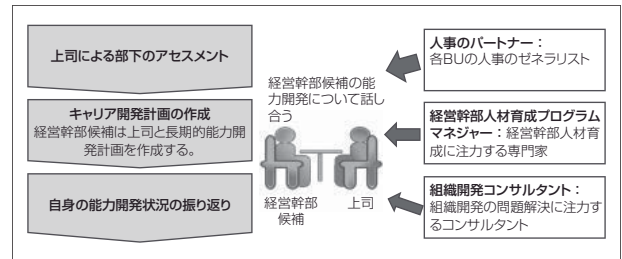 上司による部下のアセスメント
キャリア開発計画の作成
経営幹部候補は上司と長期的能力開
発計画を作成する。
自身の能力開発状況の振り返り
経営幹部候補の能
力開発について話し
合う
経営幹部
候補
上司
人事のパートナー：
各BUの人事のゼネラリスト
経営幹部人材育成プログラム
マネジャー：経営幹部人材育
成に注力する専門家
組織開発コンサルタント：
組織開発の問題解決に注力す
るコンサルタント